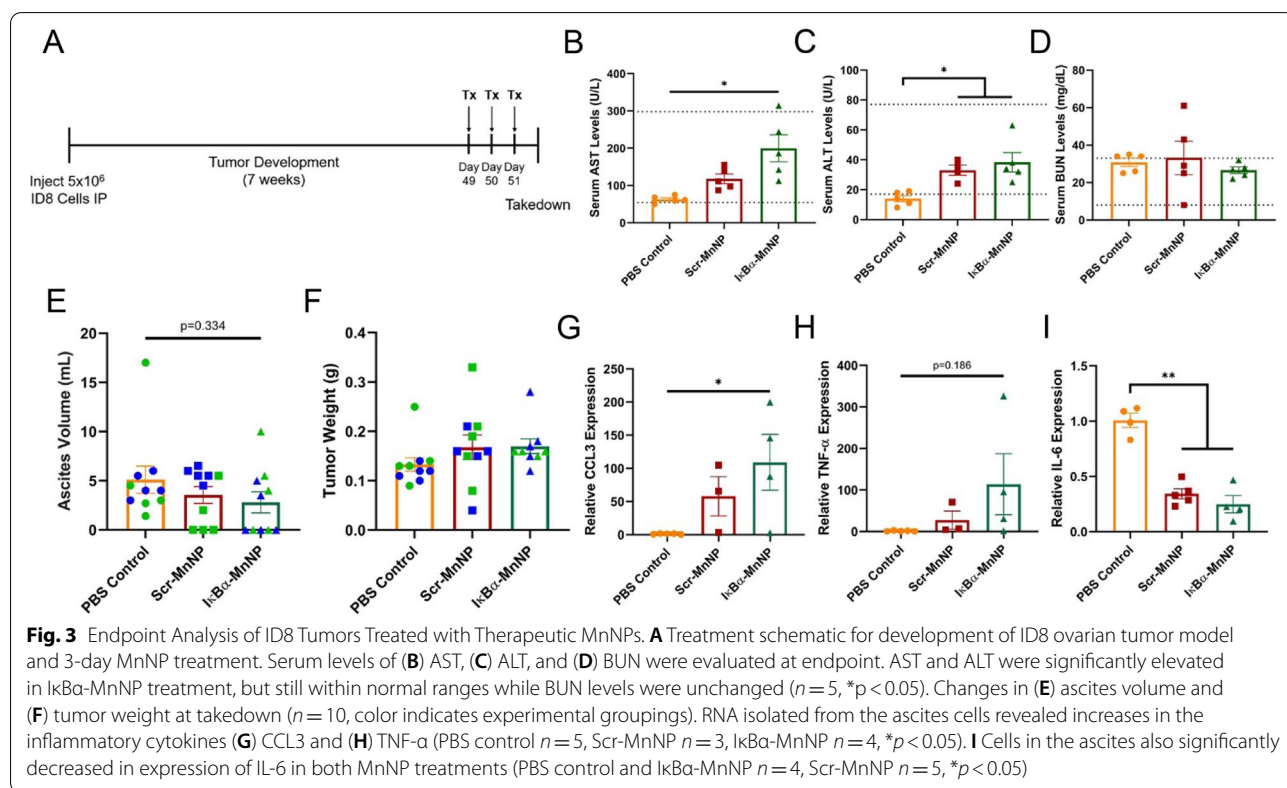 A
Tx Tx Tx
Day 49 Day 50 Day 51
Tumor Development
(7 weeks)
Inject 5x10⁶
ID8 Cells IP
Takedown
B
Serum AST Levels (U/L)
400
300
200
100
0
*
PBS Control
Scr-MnNP
IκBα-MnNP
C
Serum ALT Levels (U/L)
100
80
60
40
20
0
*
PBS Control
Scr-MnNP
IκBα-MnNP
D
Serum BUN Levels (mg/dL)
80
60
40
20
0
PBS Control
Scr-MnNP
IκBα-MnNP
E
Ascites Volume (mL)
20
15
10
5
0
p=0.334
PBS Control
Scr-MnNP
IκBα-MnNP
F
Tumor Weight (g)
0.4
0.3
0.2
0.1
0.0
PBS Control
Scr-MnNP
IκBα-MnNP
G
Relative CCL3 Expression
250
200
150
100
50
0
*
PBS Control
Scr-MnNP
IκBα-MnNP
H
Relative TNF-α Expression
400
300
200
100
0
p=0.186
PBS Control
Scr-MnNP
IκBα-MnNP
I
Relative IL-6 Expression
1.5
1.0
0.5
0.0
**
PBS Control
Scr-MnNP
IκBα-MnNP
Fig. 3 Endpoint Analysis of ID8 Tumors Treated with Therapeutic MnNPs. A Treatment schematic for development of ID8 ovarian tumor model
and 3-day MnNP treatment. Serum levels of (B) AST, (C) ALT, and (D) BUN were evaluated at endpoint. AST and ALT were significantly elevated
in IκBα-MnNP treatment, but still within normal ranges while BUN levels were unchanged (n = 5, *p < 0.05). Changes in (E) ascites volume and
(F) tumor weight at takedown (n = 10, color indicates experimental groupings). RNA isolated from the ascites cells revealed increases in the
inflammatory cytokines (G) CCL3 and (H) TNF-α (PBS control n = 5, Scr-MnNP n = 3, IκBα-MnNP n = 4, *p < 0.05). I Cells in the ascites also significantly
decreased in expression of IL-6 in both MnNP treatments (PBS control and IκBα-MnNP n = 4, Scr-MnNP n = 5, *p < 0.05)